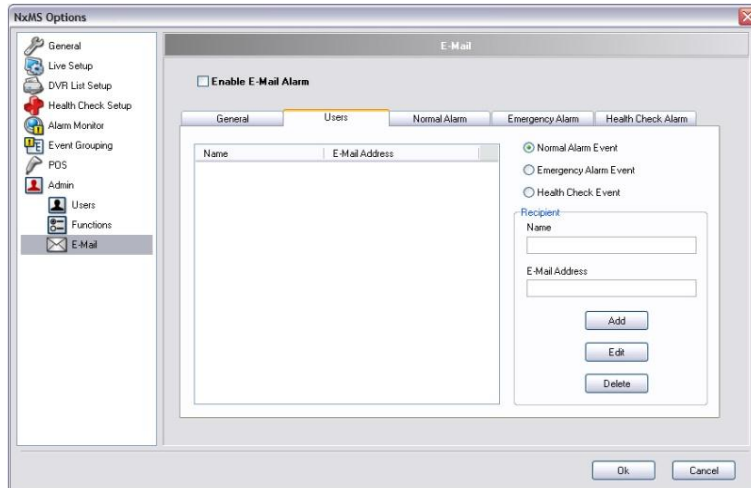 NxMS Options
General
Live Setup
DVR List Setup
Health Check Setup
Alarm Monitor
Event Grouping
POS
Admin
Users
Functions
E-Mail
E-Mail
Enable E-Mail Alarm
General Users Normal Alarm Emergency Alarm Health Check Alarm
Name E-Mail Address
Normal Alarm Event
Emergency Alarm Event
Health Check Event
Recipient
Name
E-Mail Address
Add
Edit
Delete
Ok Cancel